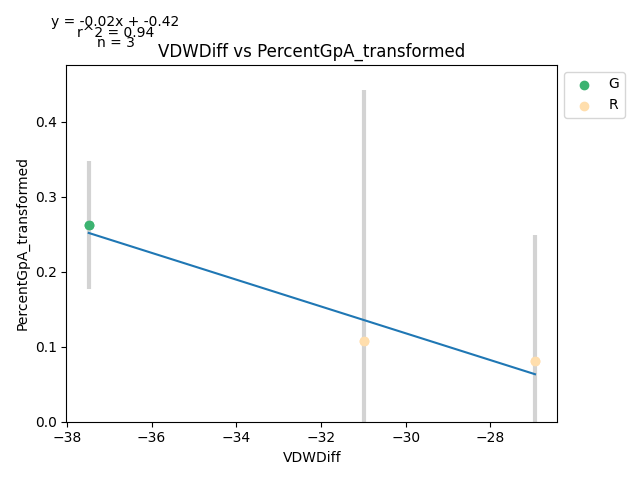 y = -0.02x + -0.42
r^2 = 0.94
n = 3
VDWDiff vs PercentGpA_transformed
G
R
PercentGpA_transformed
0.4
0.3
0.2
0.1
0.0
−38 −36 −34 −32 −30 −28
VDWDiff